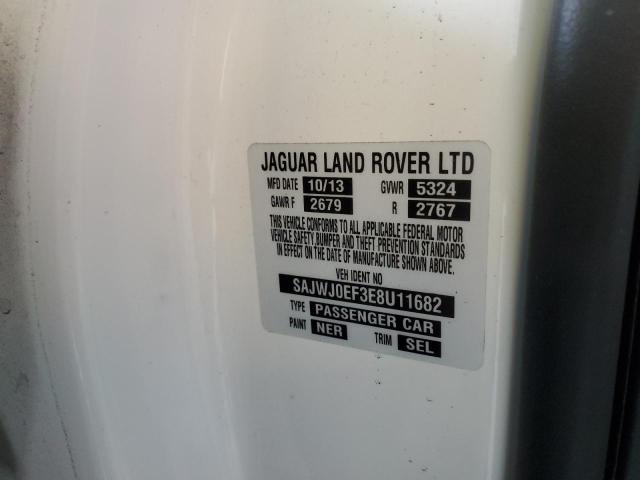 JAGUAR LAND ROVER LTD
MFD DATE 10/13 GVWR 5324
GAWR F 2679 R 2767
THIS VEHICLE CONFORMS TO ALL APPLICABLE FEDERAL MOTOR
VEHICLE SAFETY,BUMPER AND THEFT PREVENTION STANDARDS
IN EFFECT ON THE DATE OF MANUFACTURE SHOWN ABOVE.
VEH IDENT NO
SAJWJ0EF3E8U11682
TYPE PASSENGER CAR
PAINT NER TRIM SEL